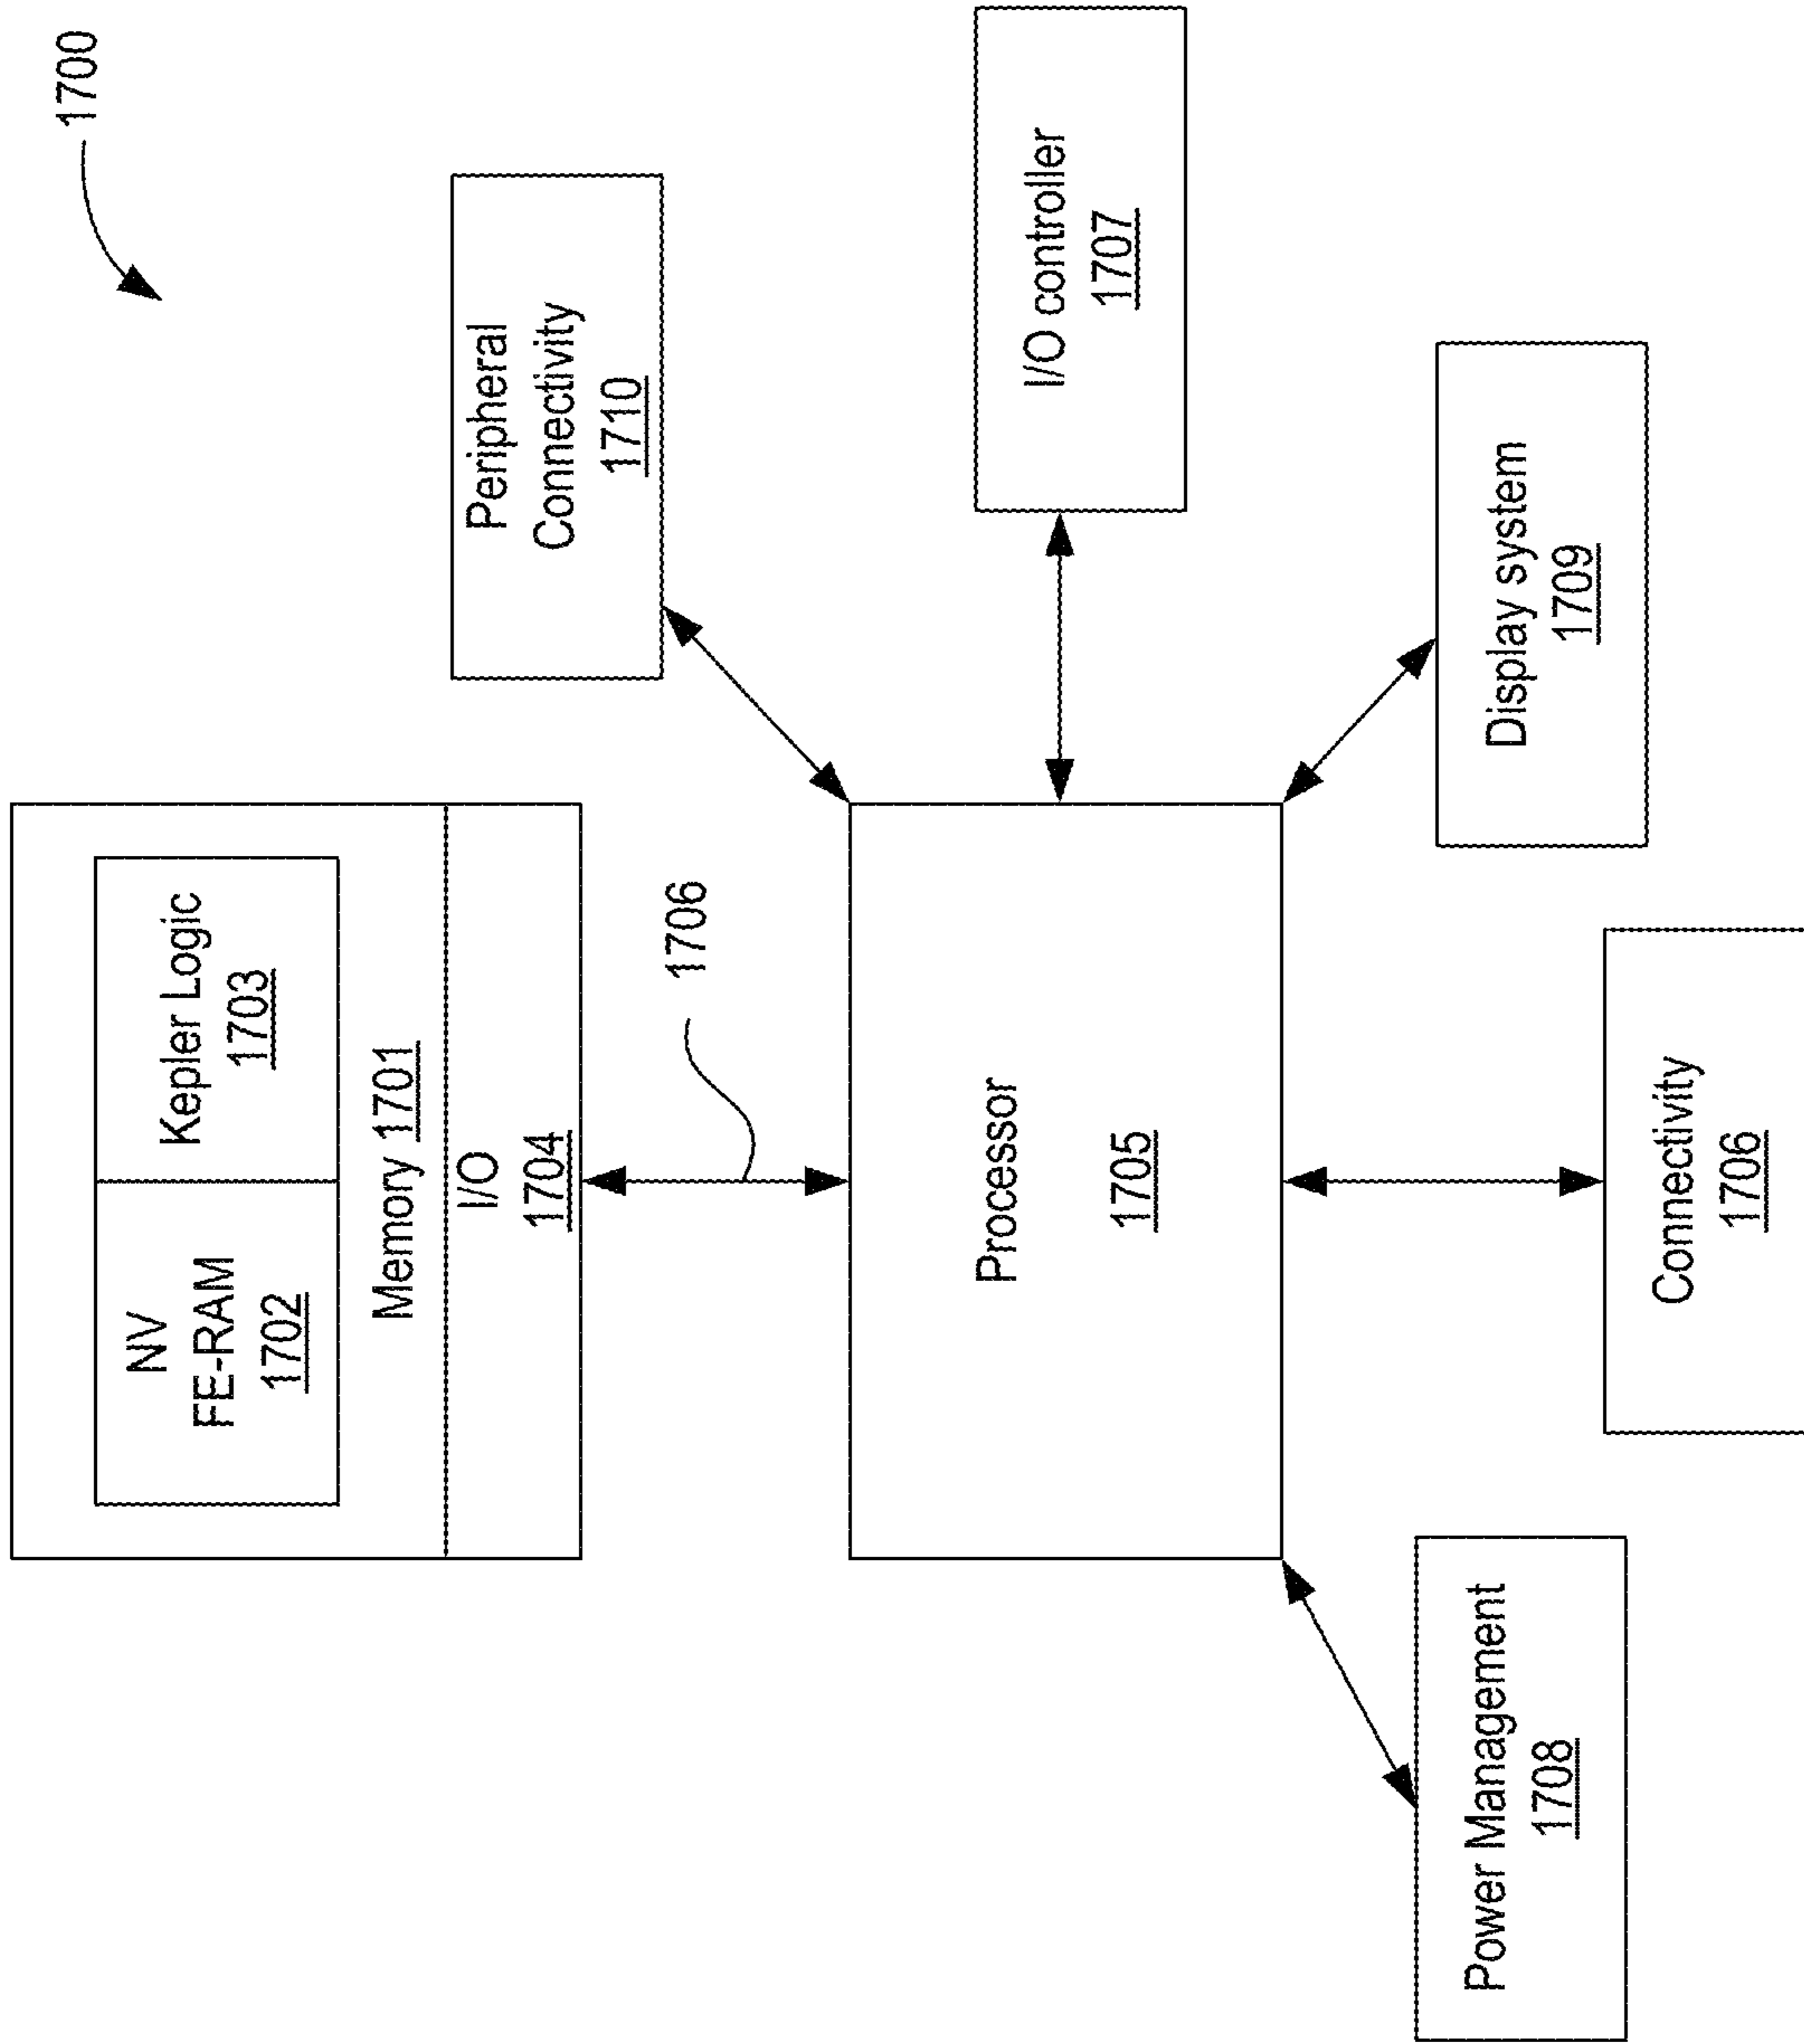 1700
NV
FE-RAM
1702
Kepler Logic
1703
Memory 1701
I/O
1704
1706
Peripheral
Connectivity
1710
Processor
1705
I/O controller
1707
Display system
1709
Power Management
1708
Connectivity
1706